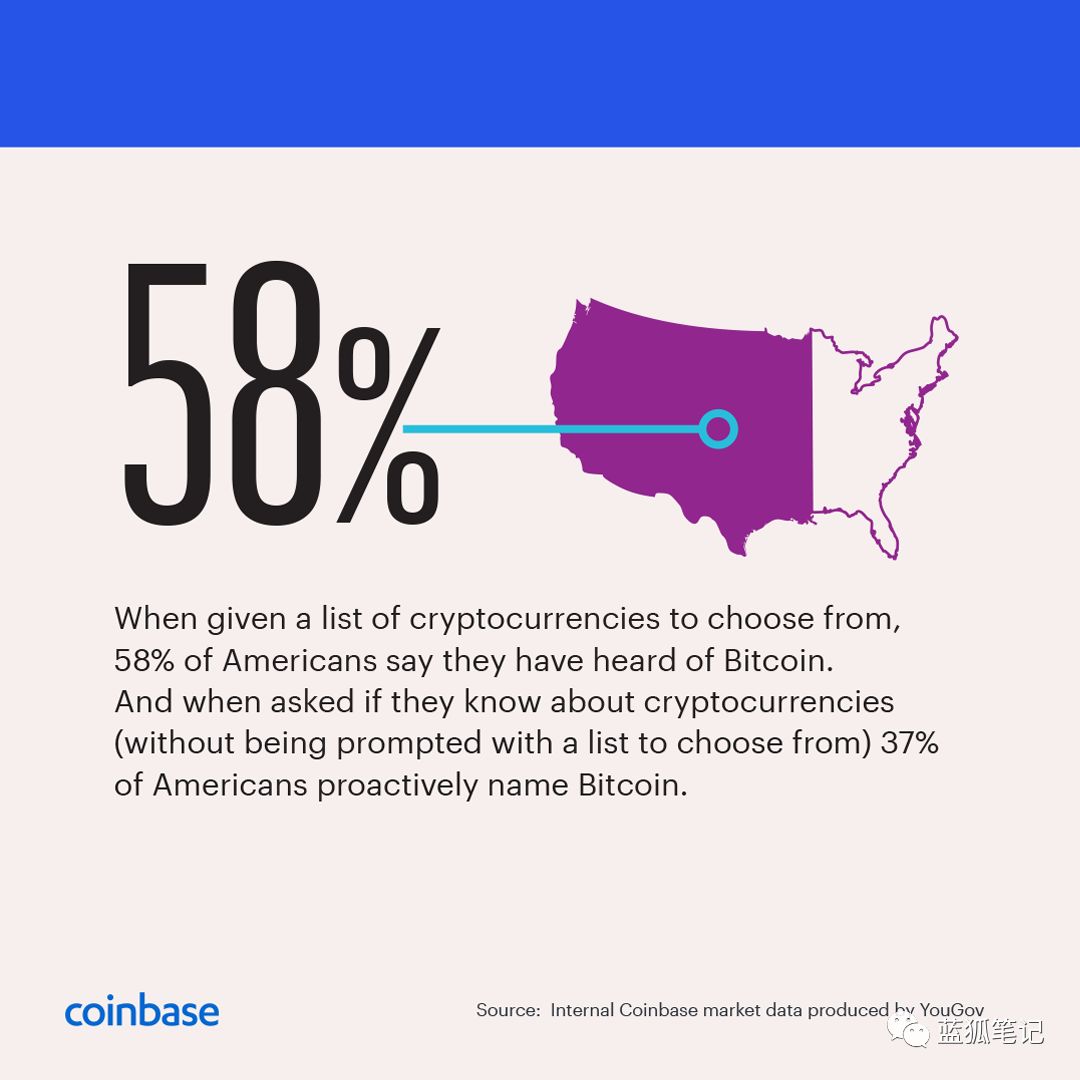 58%
When given a list of cryptocurrencies to choose from,
58% of Americans say they have heard of Bitcoin.
And when asked if they know about cryptocurrencies
(without being prompted with a list to choose from) 37%
of Americans proactively name Bitcoin.
coinbase
Source: Internal Coinbase market data produced by YouGov
蓝狐笔记